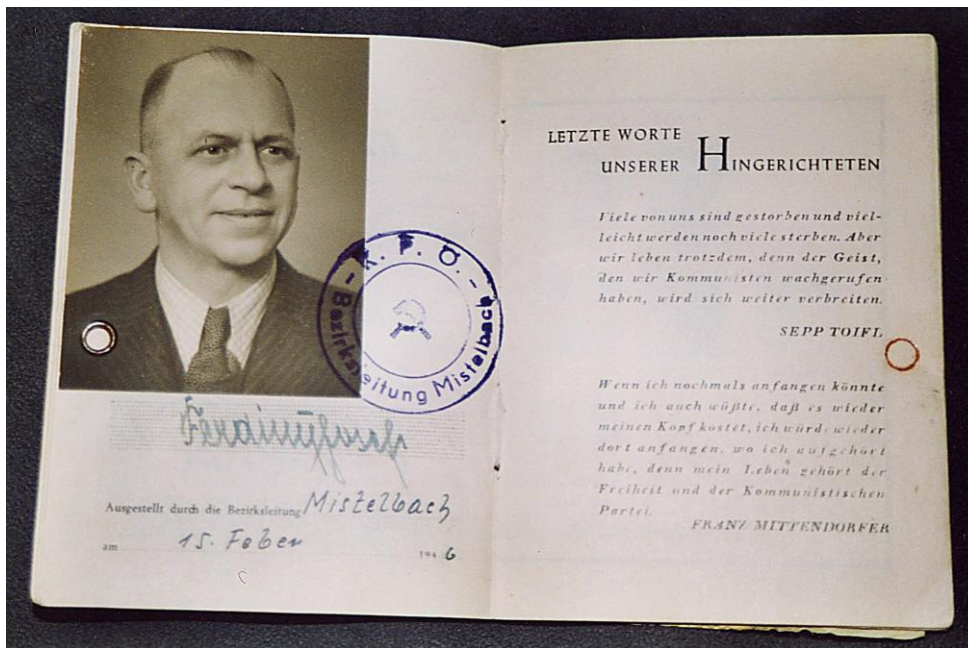 - K. P. Ö. -
Bezirksleitung Mistelbach
Ausgestellt durch die Bezirksleitung Mistelbach
am 15. Feber 1946
LETZTE WORTE
UNSERER HINGERICHTETEN
Viele von uns sind gestorben und viel-
leicht werden noch viele sterben. Aber
wir leben trotzdem, denn der Geist,
den wir Kommunisten wachgerufen
haben, wird sich weiter verbreiten.
SEPP TOIFL
Wenn ich nochmals anfangen könnte
und ich auch wüßte, daß es wieder
meinen Kopf kostet, ich würde wieder
dort anfangen, wo ich aufgehört
habe, denn mein Leben gehört der
Freiheit und der Kommunistischen
Partei.
FRANZ MITTENDORFER